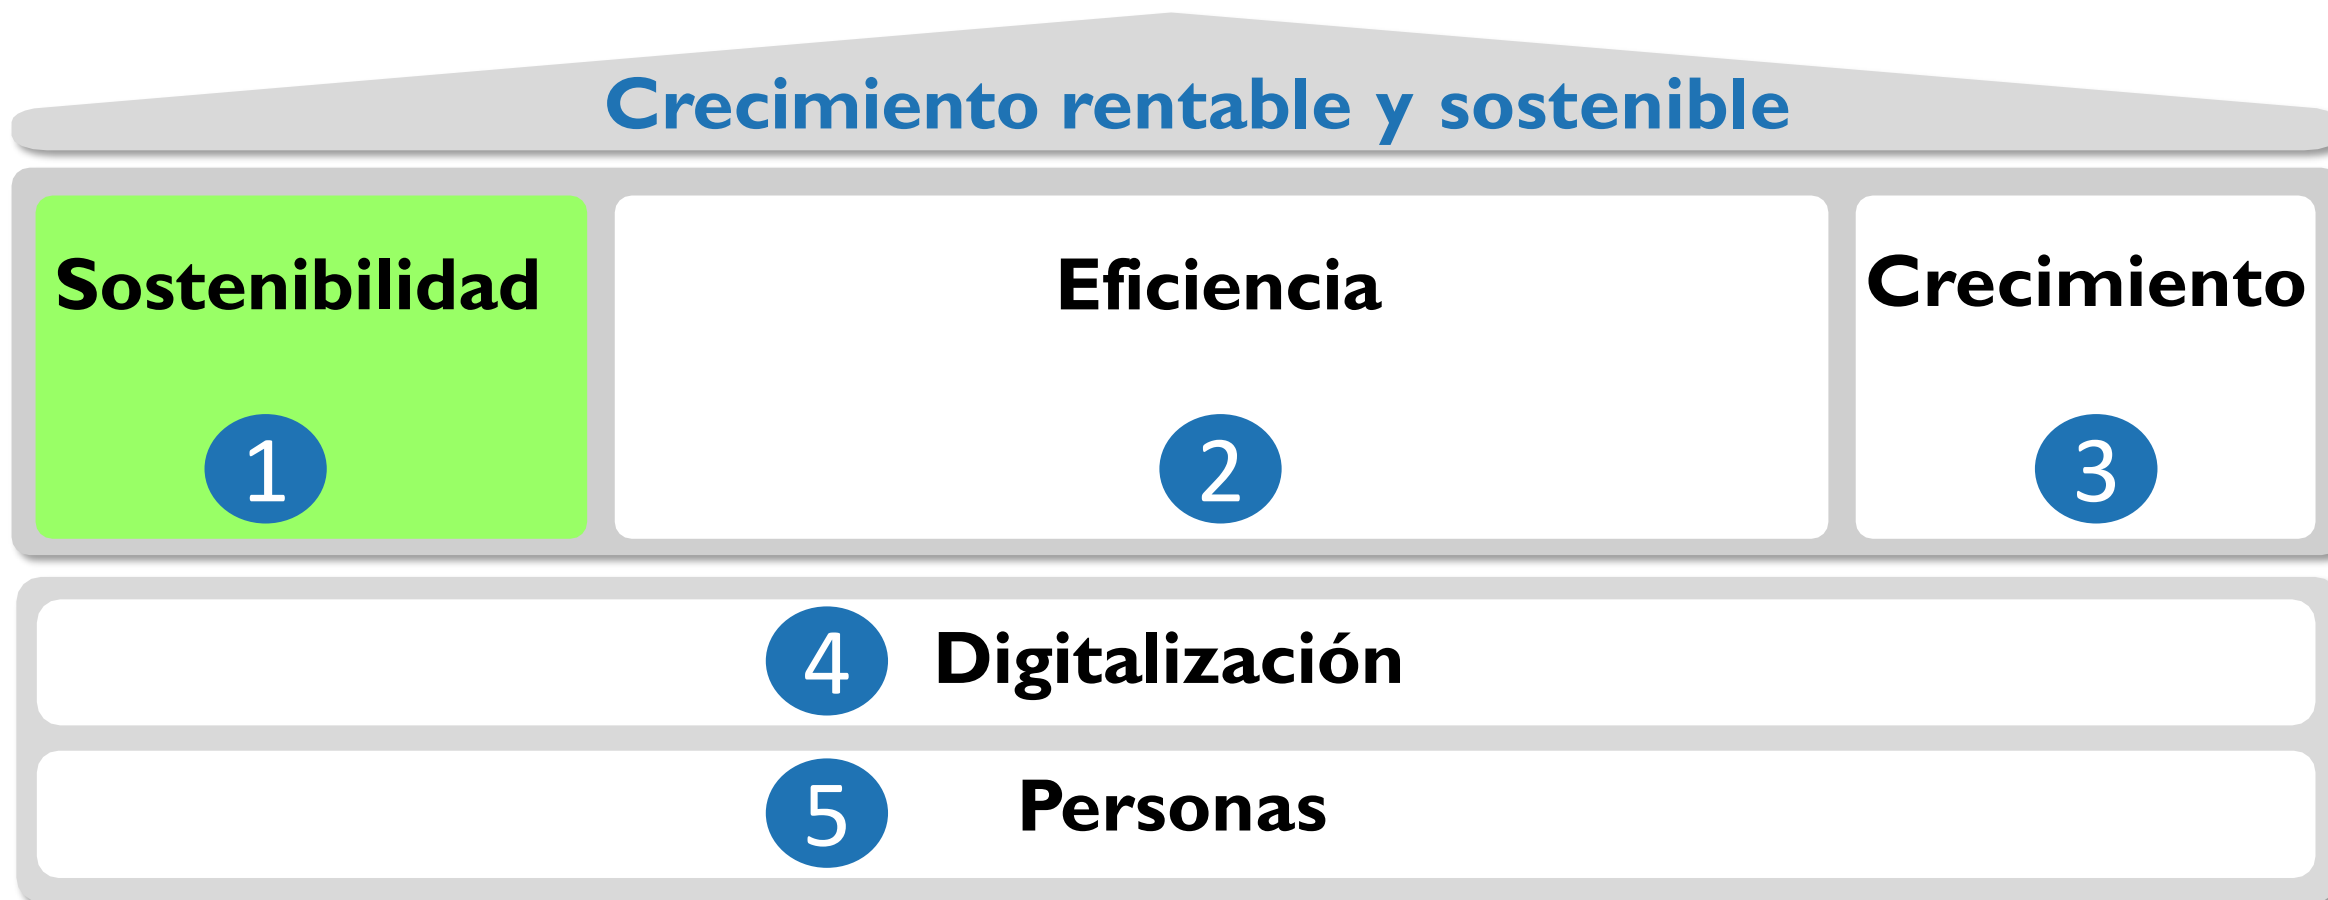 Crecimiento rentable y sostenible
Sostenibilidad
Eficiencia
Crecimiento
1
2
3
4 Digitalización
5 Personas